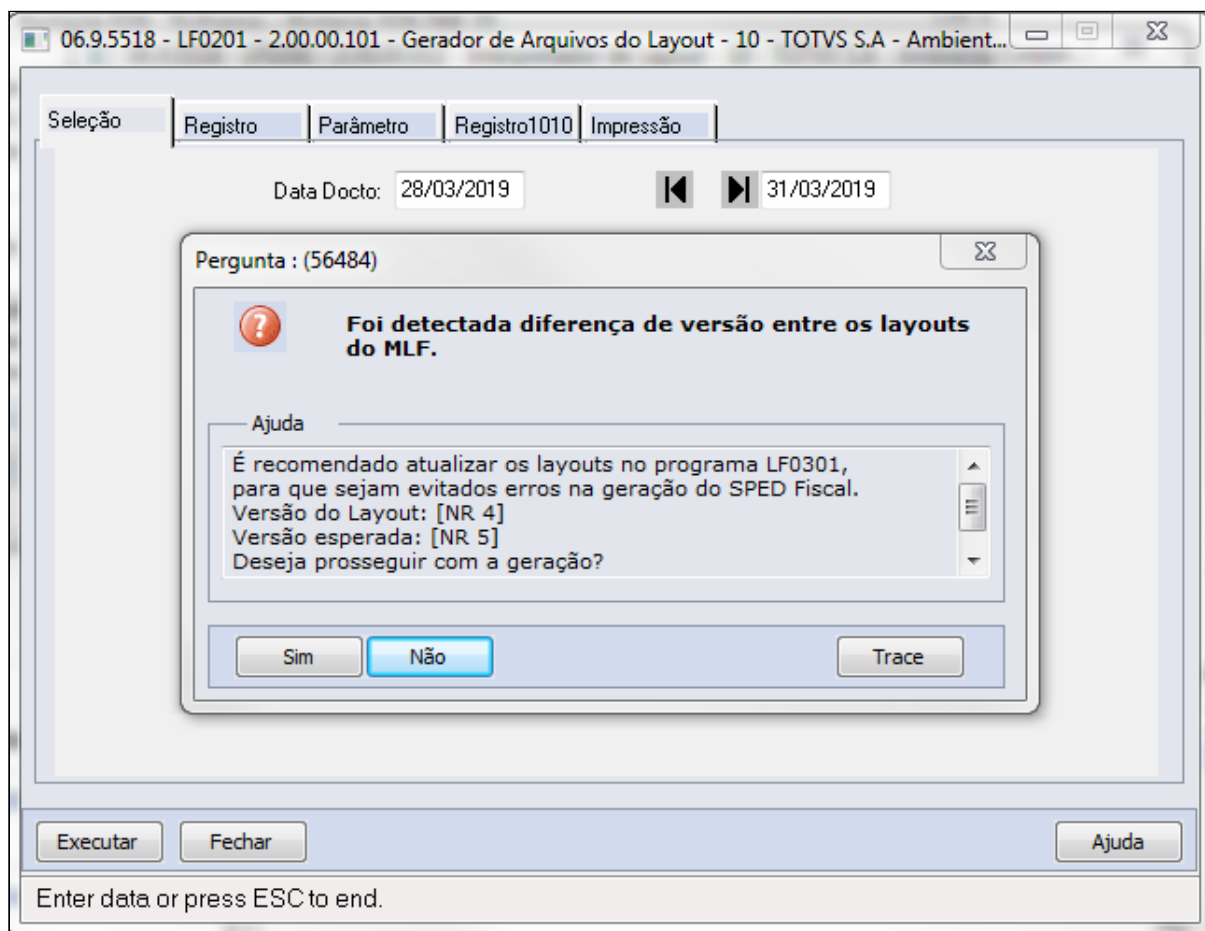 06.9.5518 - LF0201 - 2.00.00.101 - Gerador de Arquivos do Layout - 10 - TOTVS S.A - Ambient...
Seleção Registro Parâmetro Registro1010 Impressão
Data Docto: 28/03/2019 31/03/2019
Pergunta : (56484)
Foi detectada diferença de versão entre os layouts
do MLF.
Ajuda
É recomendado atualizar os layouts no programa LF0301,
para que sejam evitados erros na geração do SPED Fiscal.
Versão do Layout: [NR 4]
Versão esperada: [NR 5]
Deseja prosseguir com a geração?
Sim Não Trace
Executar Fechar Ajuda
Enter data or press ESC to end.